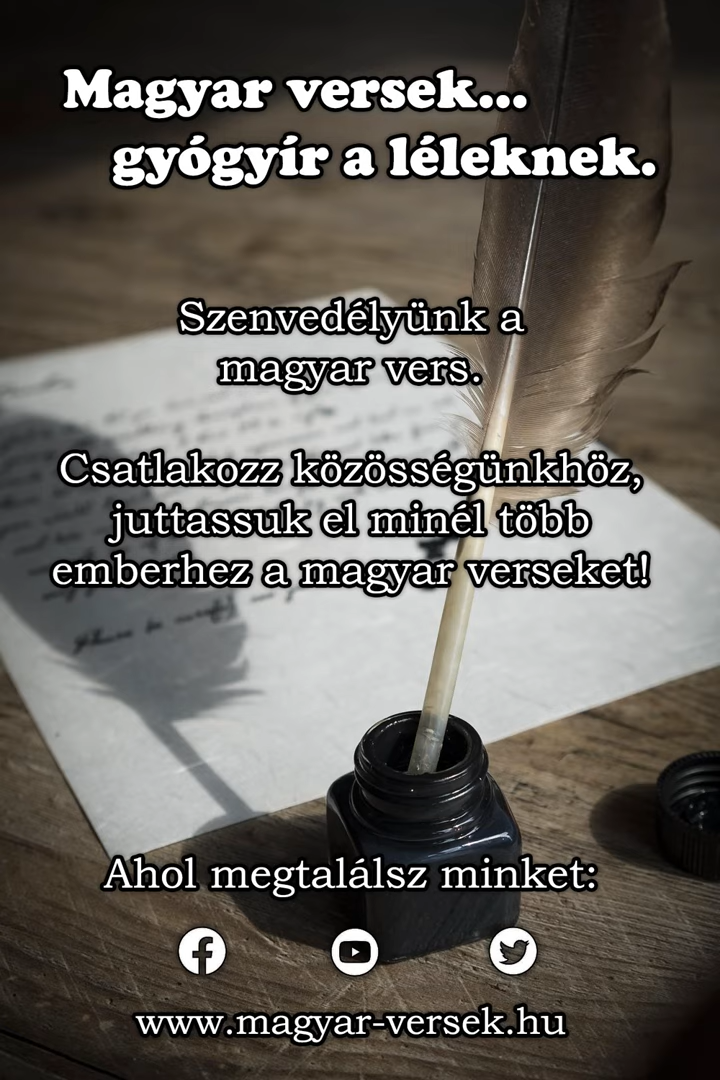 Magyar versek...
gyógyír a léleknek.
Szenvedélyünk a
magyar vers.
Csatlakozz közösségünkhöz,
juttassuk el minél több
emberhez a magyar verseket!
Ahol megtalálsz minket:
www.magyar-versek.hu